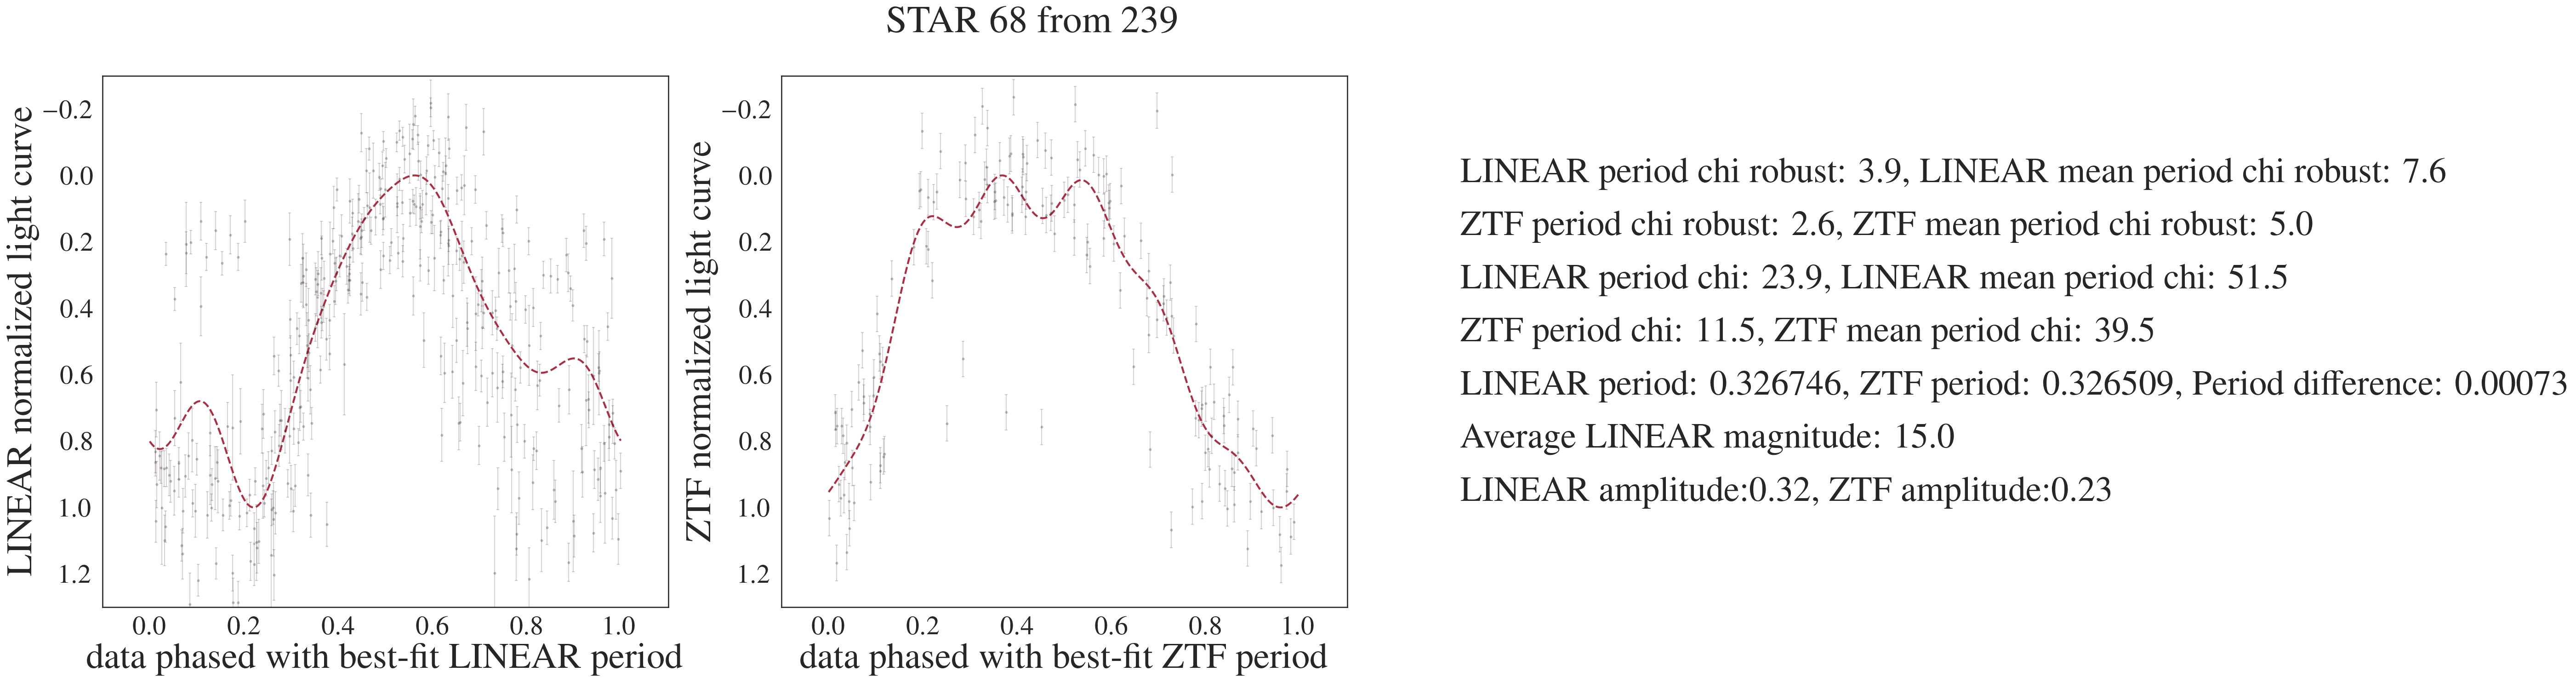 STAR 68 from 239
LINEAR normalized light curve
−0.2
0.0
0.2
0.4
0.6
0.8
1.0
1.2
0.0 0.2 0.4 0.6 0.8 1.0
data phased with best-fit LINEAR period
ZTF normalized light curve
−0.2
0.0
0.2
0.4
0.6
0.8
1.0
1.2
0.0 0.2 0.4 0.6 0.8 1.0
data phased with best-fit ZTF period
LINEAR period chi robust: 3.9, LINEAR mean period chi robust: 7.6
ZTF period chi robust: 2.6, ZTF mean period chi robust: 5.0
LINEAR period chi: 23.9, LINEAR mean period chi: 51.5
ZTF period chi: 11.5, ZTF mean period chi: 39.5
LINEAR period: 0.326746, ZTF period: 0.326509, Period difference: 0.00073
Average LINEAR magnitude: 15.0
LINEAR amplitude:0.32, ZTF amplitude:0.23